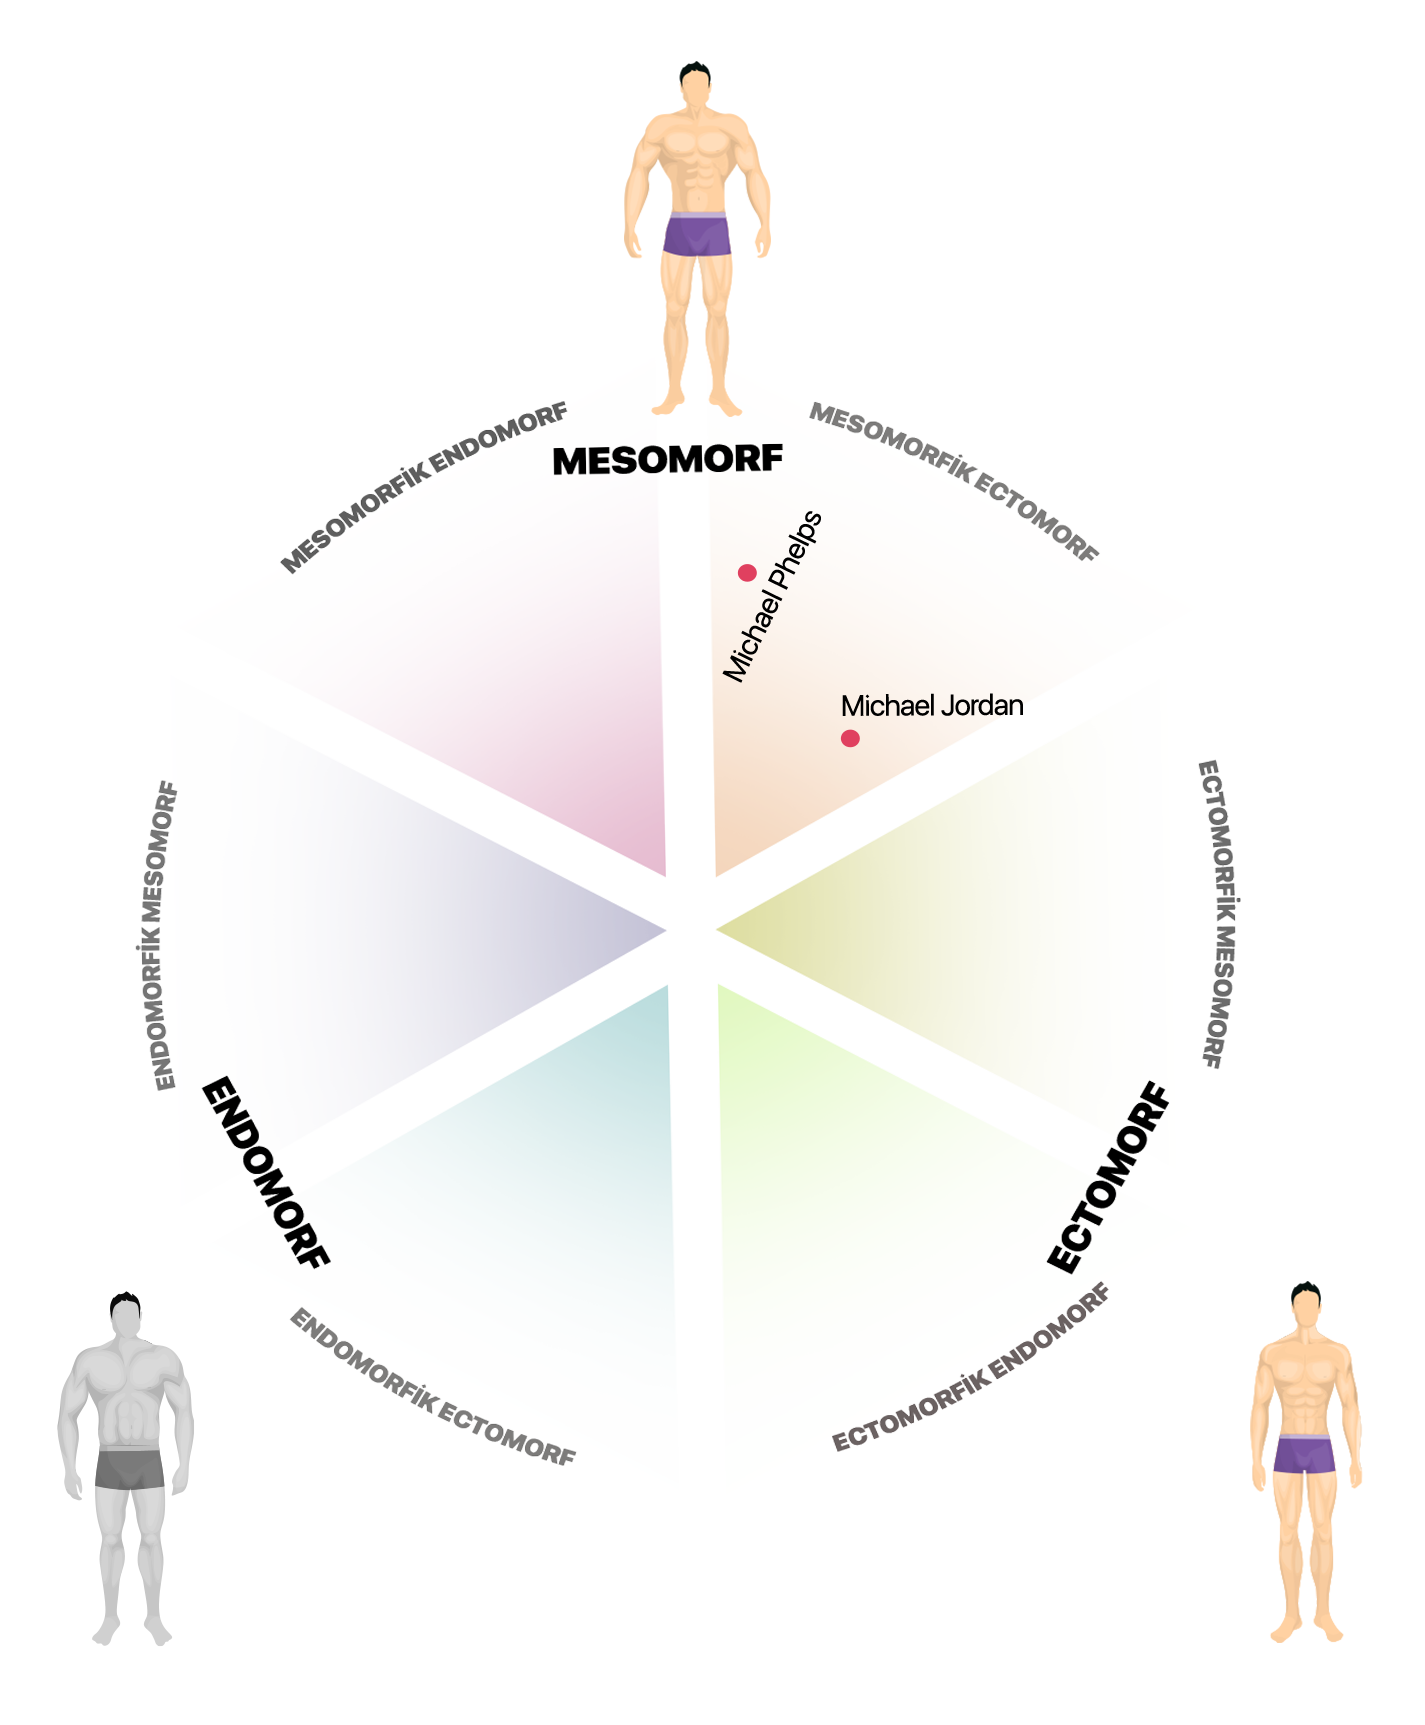 MESOMORFİK ENDOMORF
MESOMORF
MESOMORFİK ECTOMORF
Michael Phelps
Michael Jordan
ENDOMORFİK MESOMORF
ECTOMORFİK MESOMORF
ENDOMORF
ECTOMORF
ENDOMORFİK ECTOMORF
ECTOMORFİK ENDOMORF